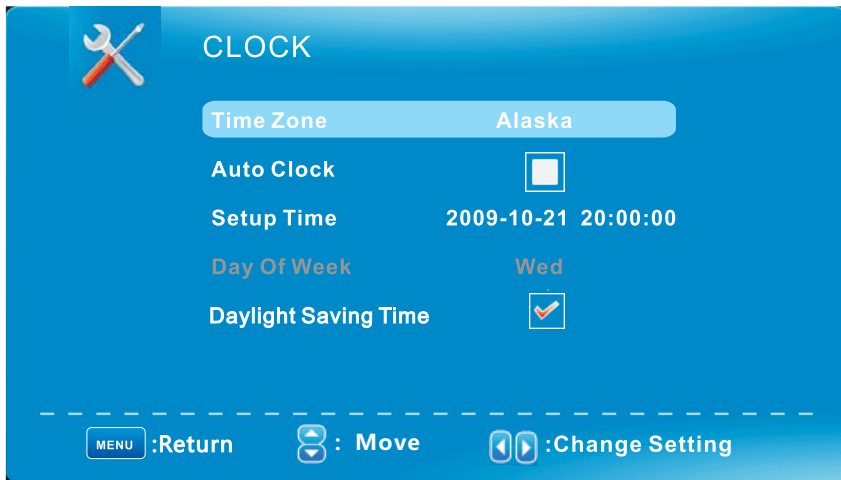 CLOCK
Time Zone Alaska
Auto Clock
Setup Time 2009-10-21 20:00:00
Day Of Week Wed
Daylight Saving Time
MENU :Return : Move :Change Setting